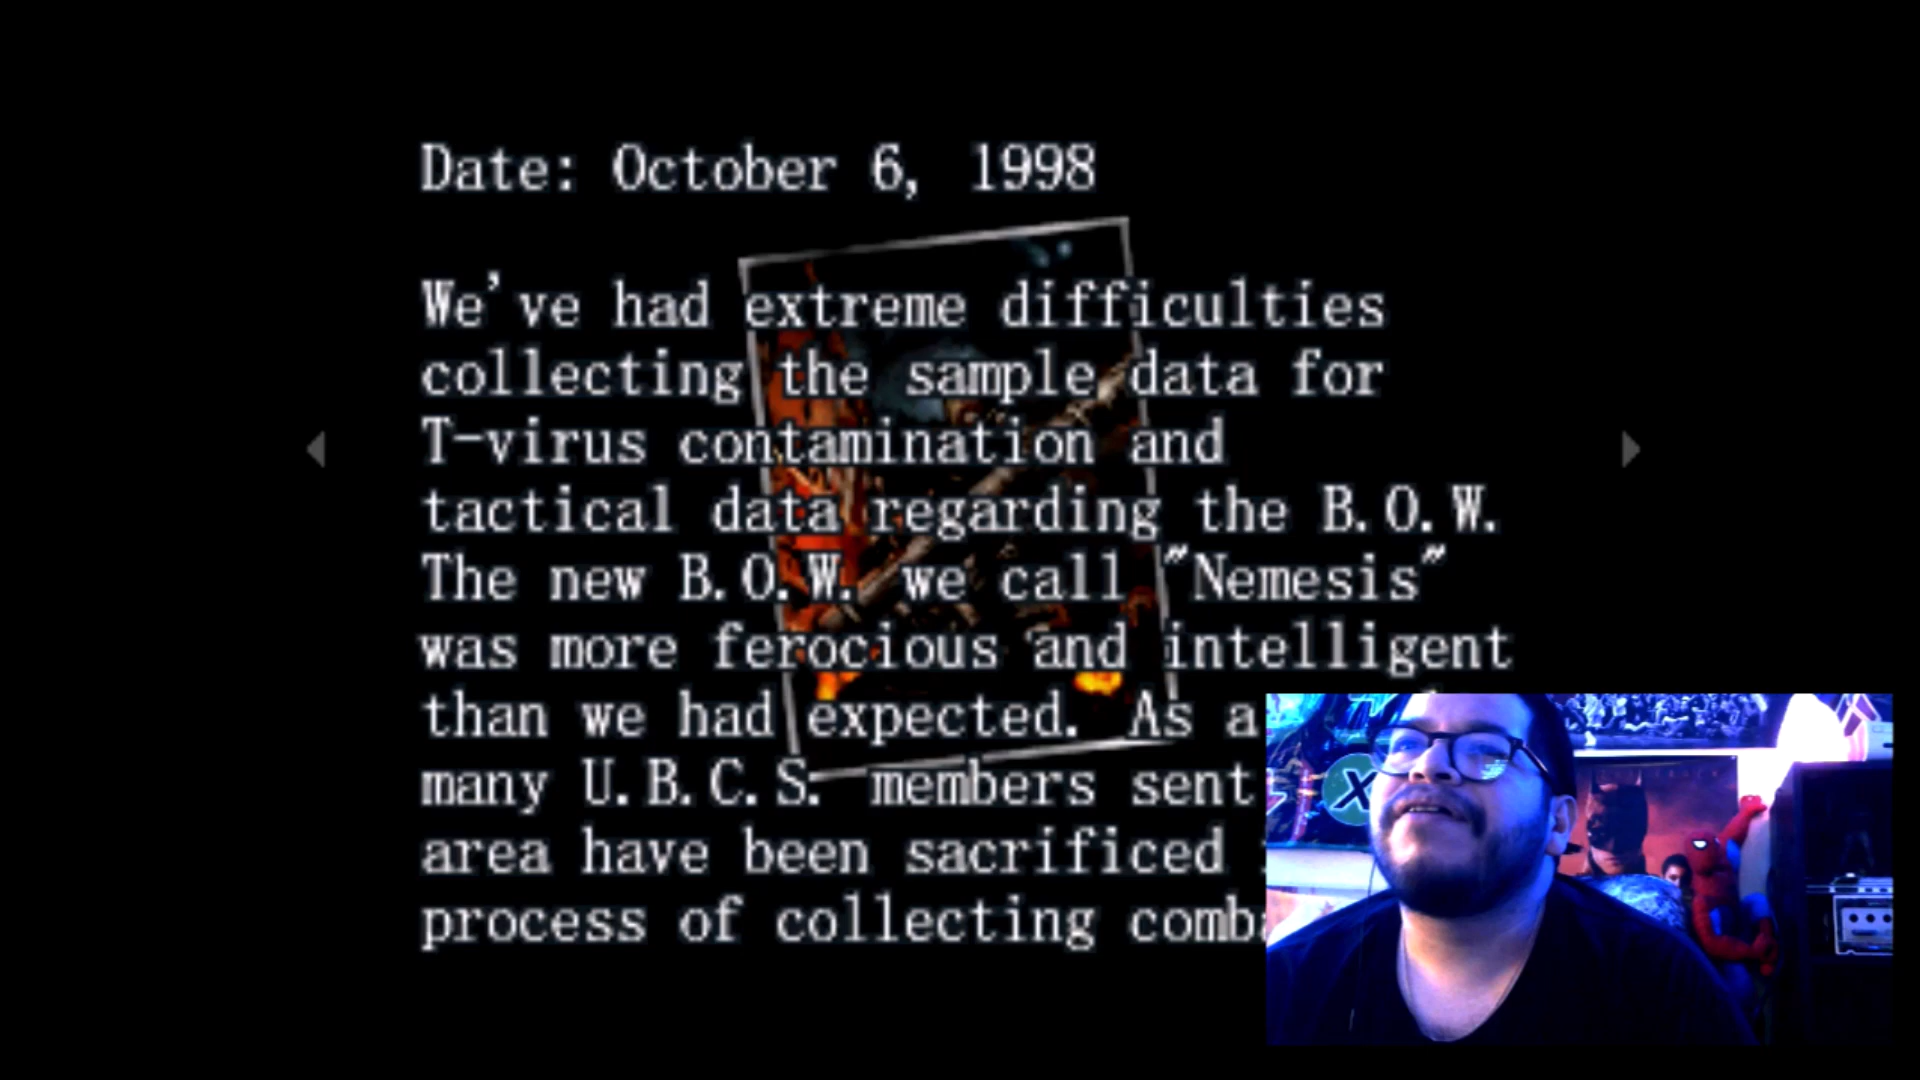 Date: October 6, 1998
We've had extreme difficulties
collecting the sample data for
T-virus contamination and
tactical data regarding the B.O.W.
The new B.O.W. we call "Nemesis"
was more ferocious and intelligent
than we had expected. As a
many U.B.C.S. members sent
area have been sacrificed
process of collecting
X